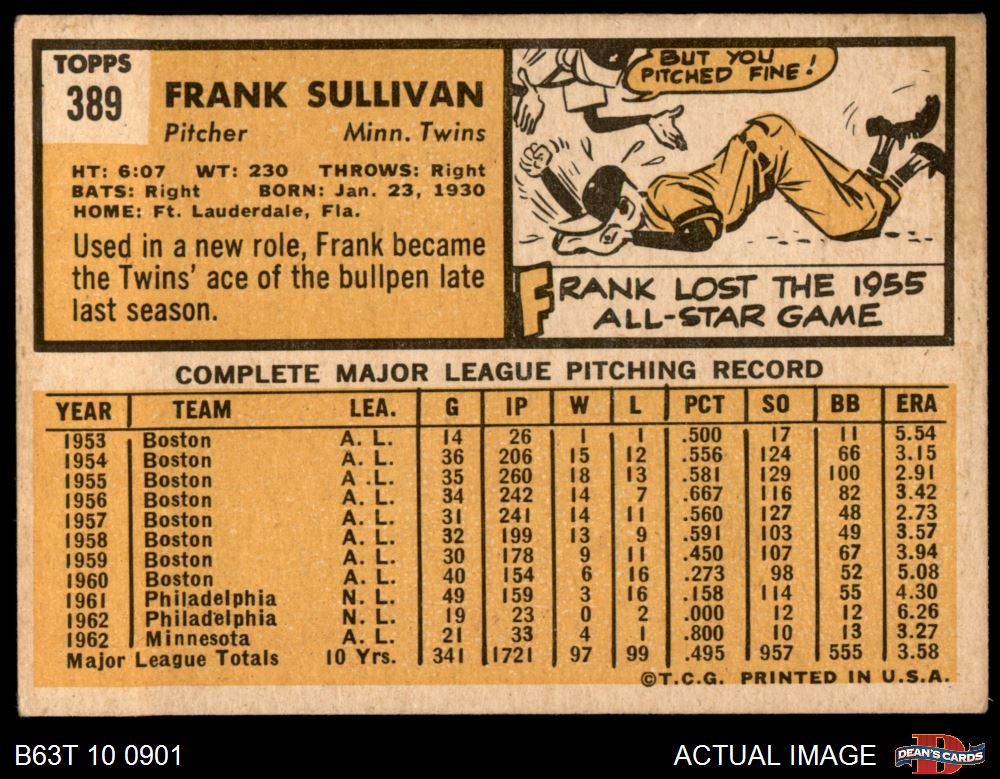 TOPPS
389
FRANK SULLIVAN
Pitcher Minn. Twins
HT: 6:07 WT: 230 THROWS: Right
BATS: Right BORN: Jan. 23, 1930
HOME: Ft. Lauderdale, Fla.
Used in a new role, Frank became
the Twins' ace of the bullpen late
last season.
BUT YOU
PITCHED FINE!
FRANK LOST THE 1955
ALL-STAR GAME
COMPLETE MAJOR LEAGUE PITCHING RECORD
YEAR TEAM LEA. G IP W L PCT SO BB ERA
1953 Boston A. L. 14 26 1 1 .500 17 11 5.54
1954 Boston A. L. 36 206 15 12 .556 124 66 3.15
1955 Boston A .L. 35 260 18 13 .581 129 100 2.91
1956 Boston A. L. 34 242 14 7 .667 116 82 3.42
1957 Boston A. L. 31 241 14 11 .560 127 48 2.73
1958 Boston A. L. 32 199 13 9 .591 103 49 3.57
1959 Boston A. L. 30 178 9 11 .450 107 67 3.94
1960 Boston A. L. 40 154 6 16 .273 98 52 5.08
1961 Philadelphia N. L. 49 159 3 16 .158 114 55 4.30
1962 Philadelphia N. L. 19 23 0 2 .000 12 12 6.26
1962 Minnesota A. L. 21 33 4 1 .800 10 13 3.27
Major League Totals 10 Yrs. 341 1721 97 99 .495 957 555 3.58
©T.C.G. PRINTED IN U.S.A.
B63T 10 0901 ACTUAL IMAGE
D
DEAN'S CARDS